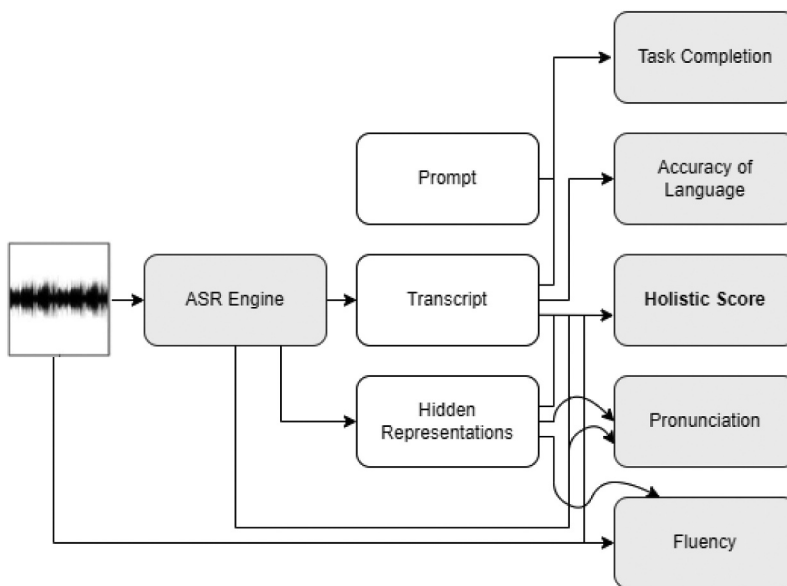 Task Completion
Prompt
Accuracy of
Language
ASR Engine
Transcript
Holistic Score
Hidden
Representations
Pronunciation
Fluency